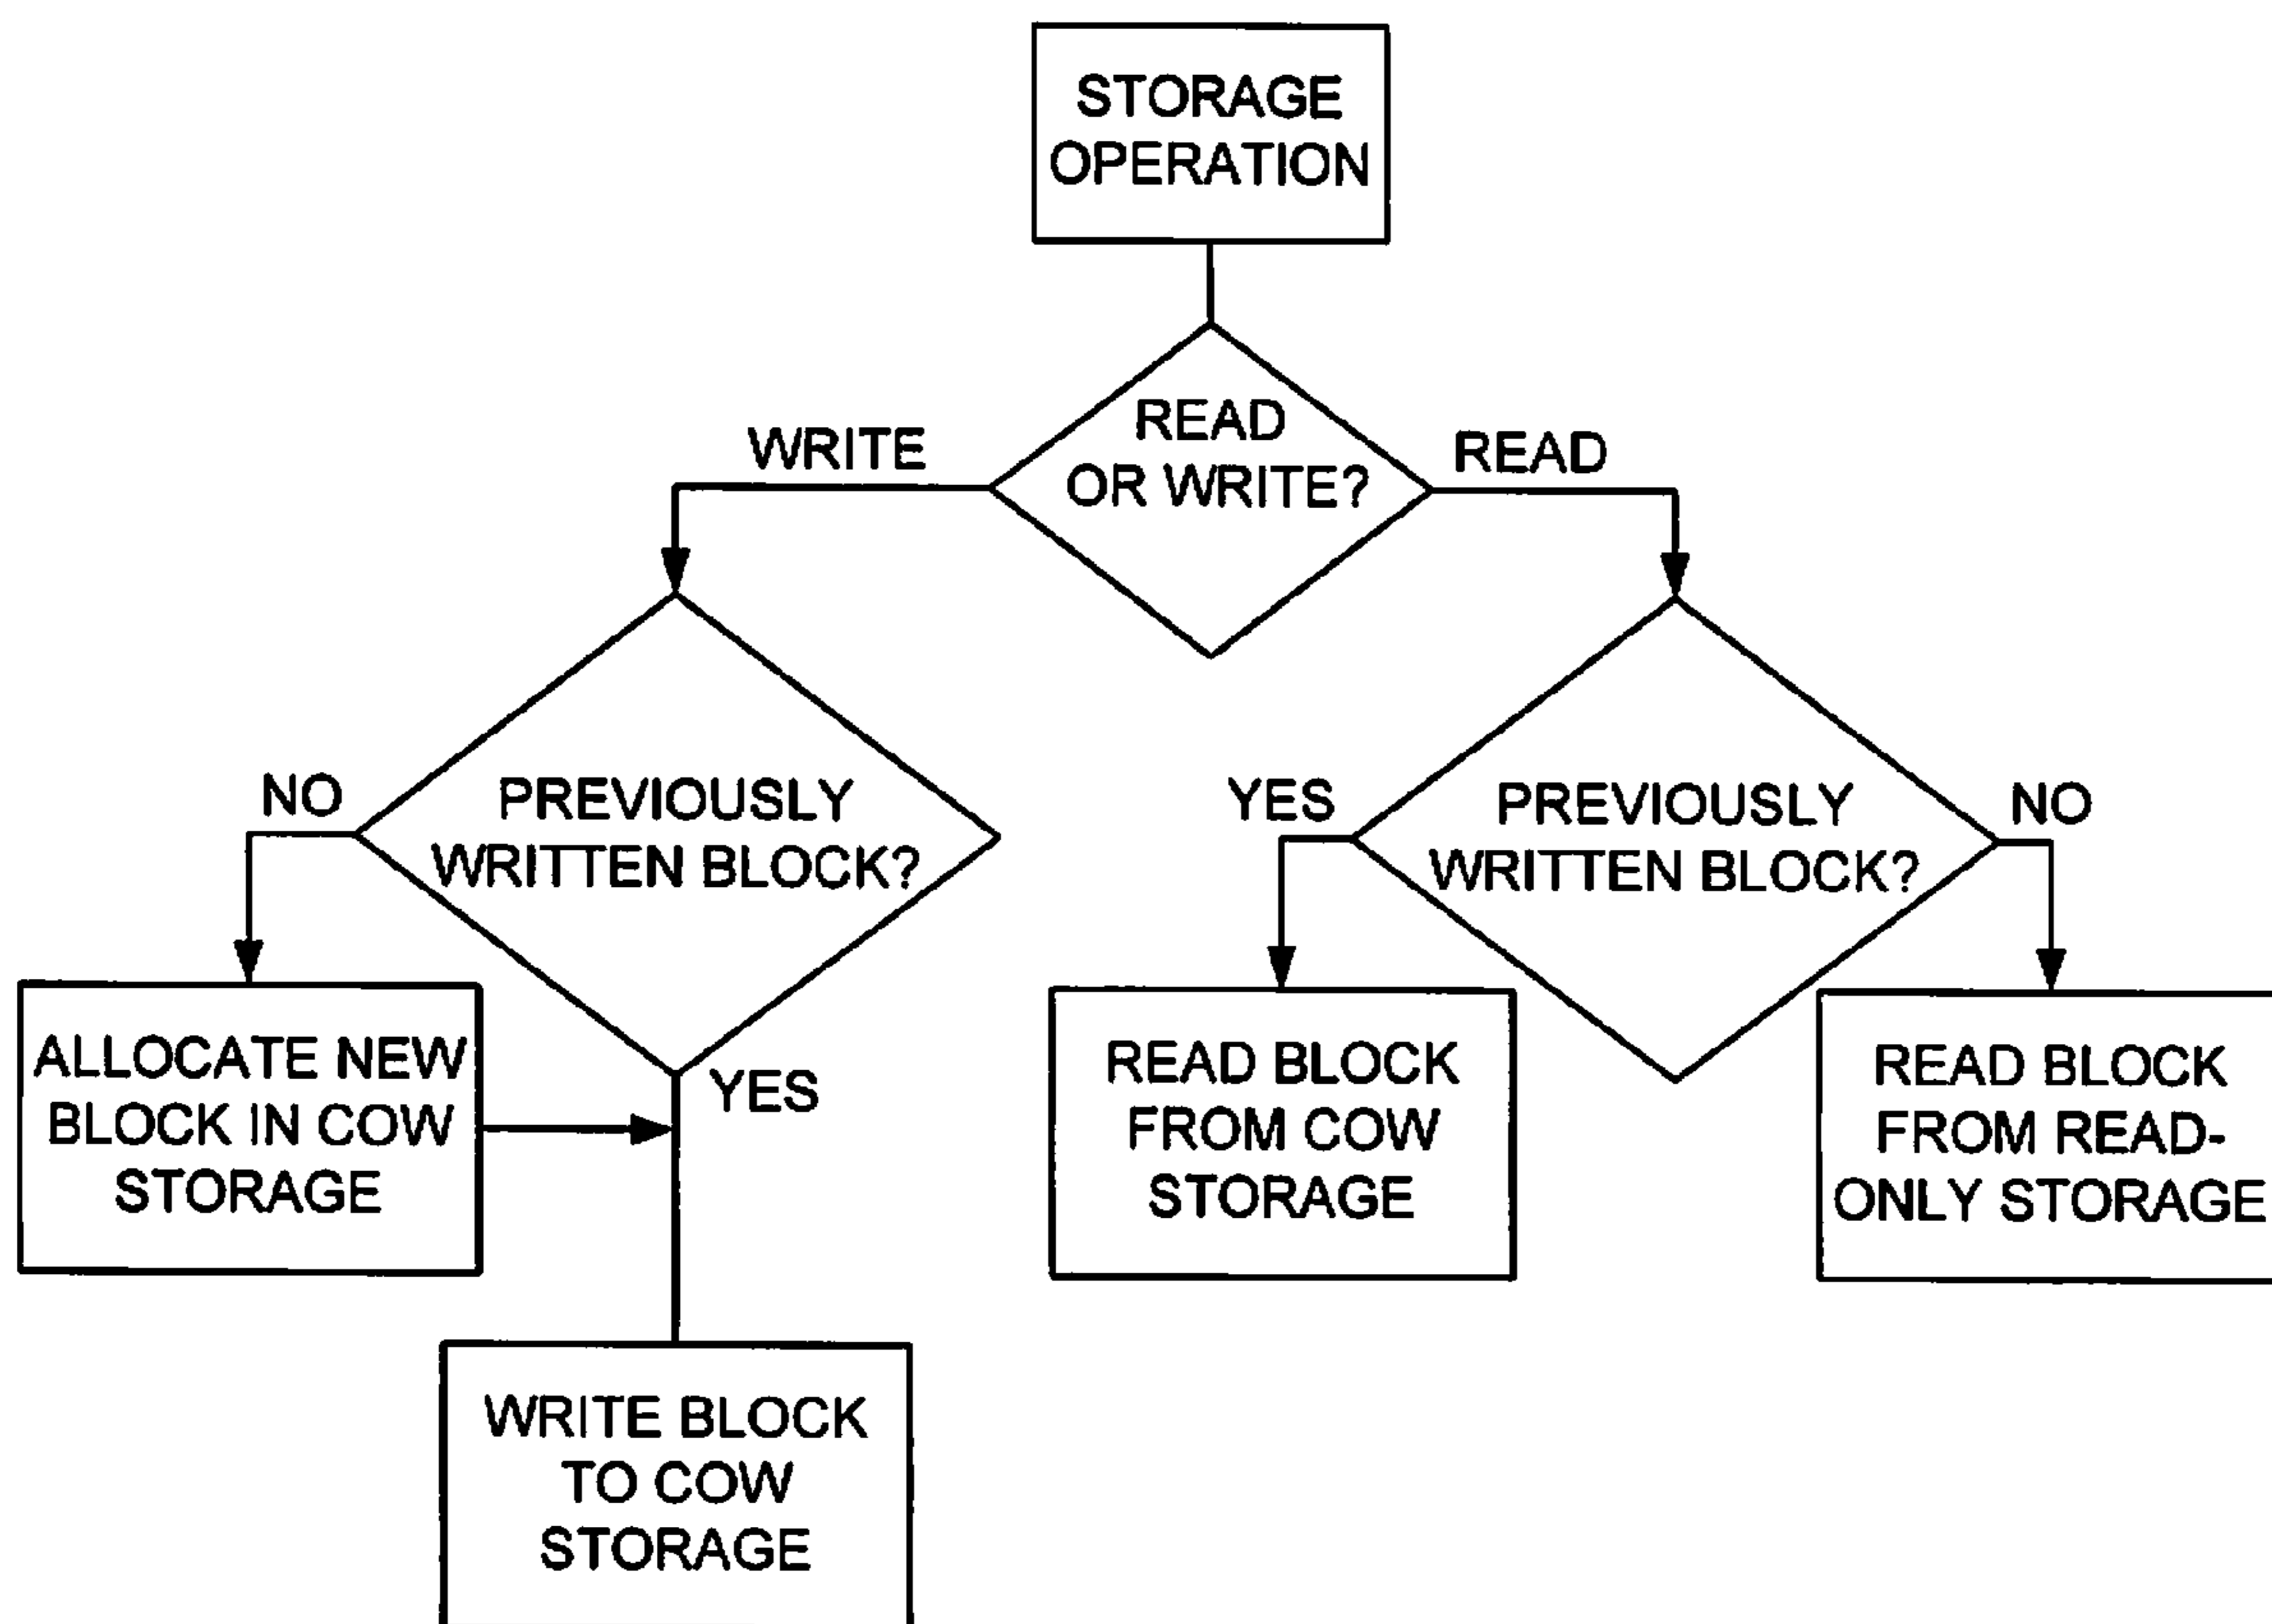 STORAGE
OPERATION
READ
OR WRITE?
WRITE
READ
PREVIOUSLY
WRITTEN BLOCK?
NO
YES
PREVIOUSLY
WRITTEN BLOCK?
YES
NO
ALLOCATE NEW
BLOCK IN COW
STORAGE
READ BLOCK
FROM COW
STORAGE
READ BLOCK
FROM READ-
ONLY STORAGE
WRITE BLOCK
TO COW
STORAGE